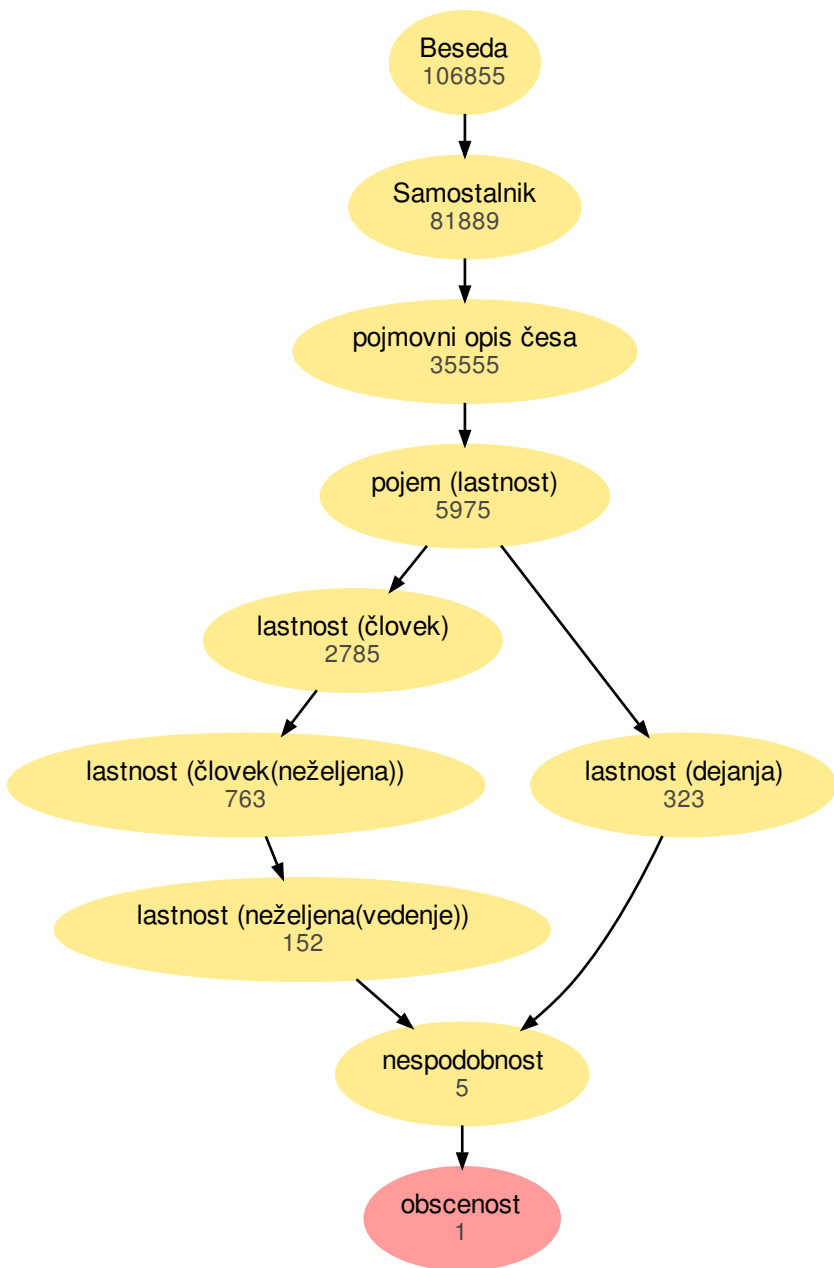 Beseda
106855
Samostalnik
81889
pojmovni opis česa
35555
pojem (lastnost)
5975
lastnost (človek)
2785
lastnost (človek(neželjena))
763
lastnost (dejanja)
323
lastnost (neželjena(vedenje))
152
nespodobnost
5
obscenost
1